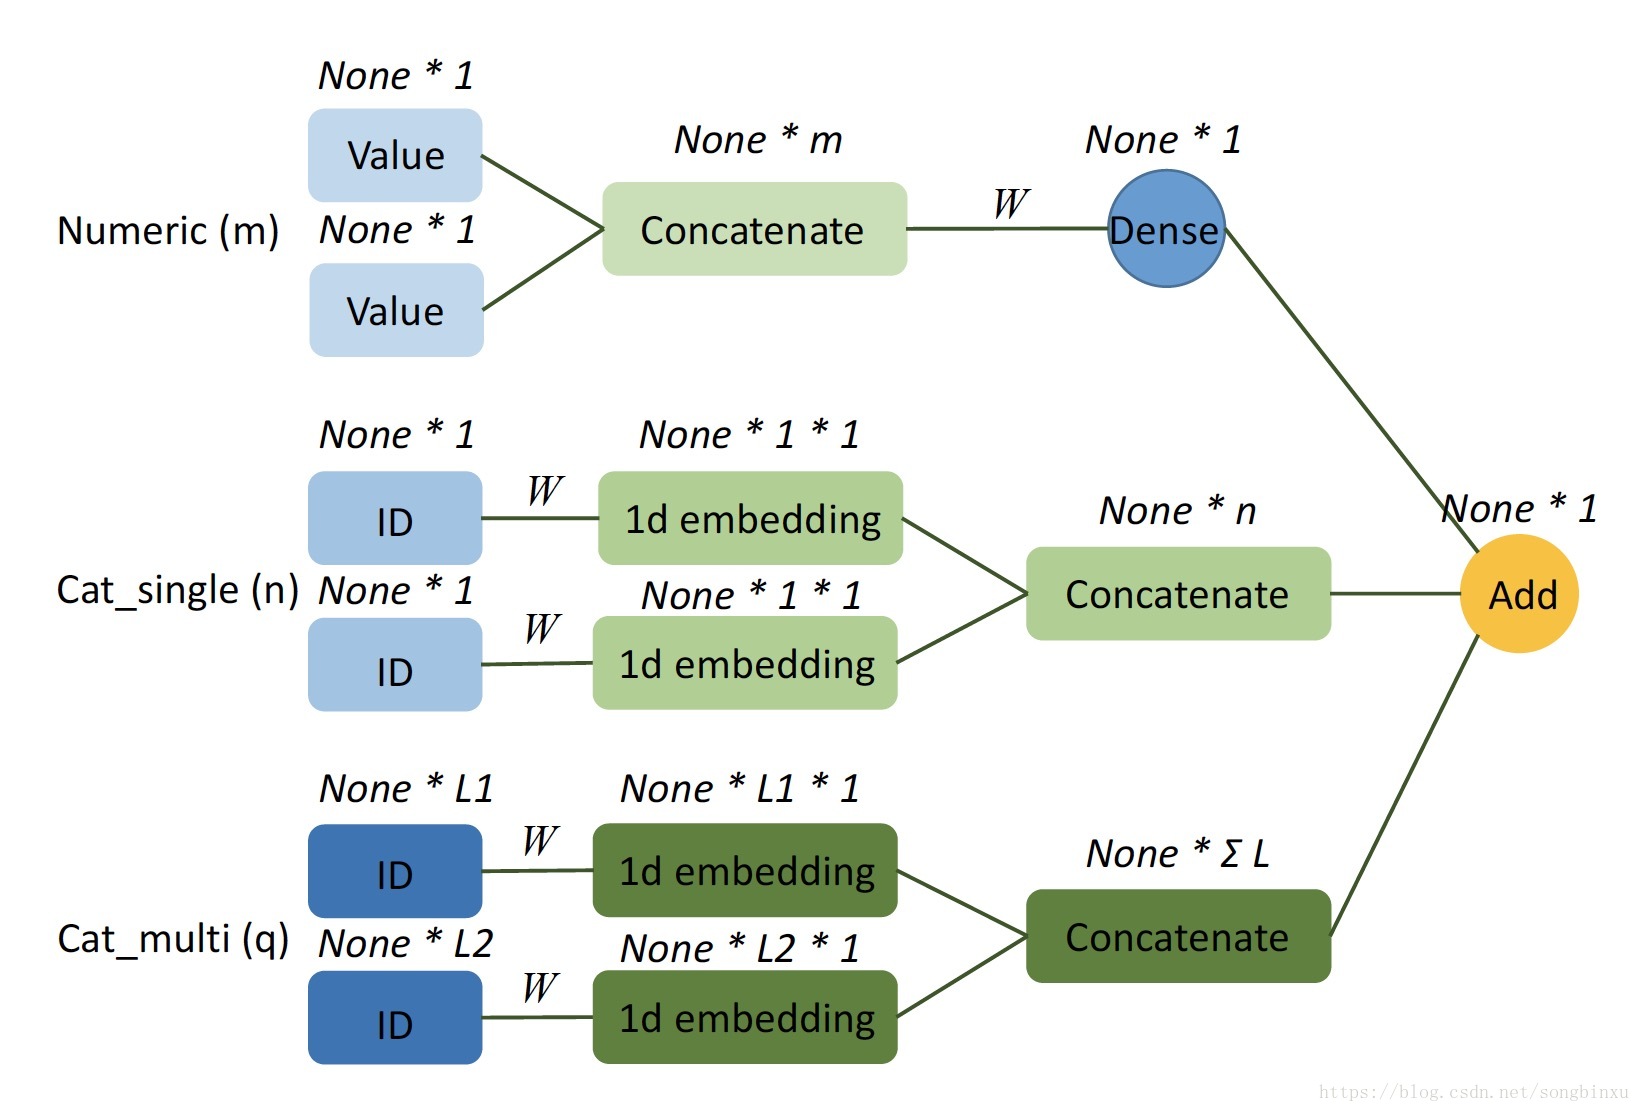 None * 1
Value
None * m
None * 1
Numeric (m)
None * 1
Concatenate
W
Dense
Value
None * 1
None * 1 * 1
ID
W
1d embedding
None * n
None * 1
Cat_single (n)
None * 1
None * 1 * 1
Concatenate
Add
ID
W
1d embedding
None * L1
None * L1 * 1
ID
W
1d embedding
None * Σ L
Cat_multi (q)
None * L2
None * L2 * 1
Concatenate
ID
W
1d embedding
https://blog.csdn.net/songbinxu